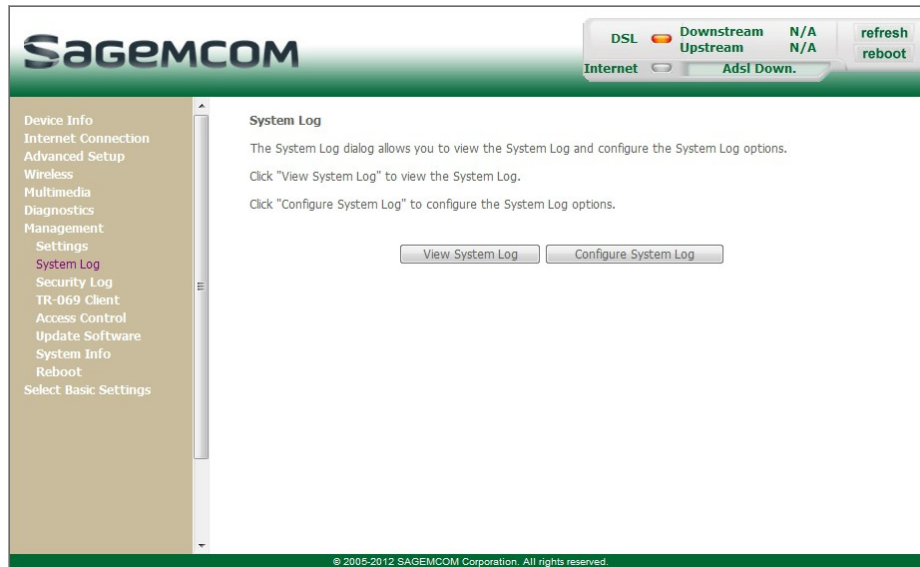 SAGEMCOM
DSL Downstream N/A
Upstream N/A
Internet Adsl Down.
refresh
reboot
Device Info
Internet Connection
Advanced Setup
Wireless
Multimedia
Diagnostics
Management
Settings
System Log
Security Log
TR-069 Client
Access Control
Update Software
System Info
Reboot
Select Basic Settings
System Log
The System Log dialog allows you to view the System Log and configure the System Log options.
Click "View System Log" to view the System Log.
Click "Configure System Log" to configure the System Log options.
View System Log
Configure System Log
© 2005-2012 SAGEMCOM Corporation. All rights reserved.